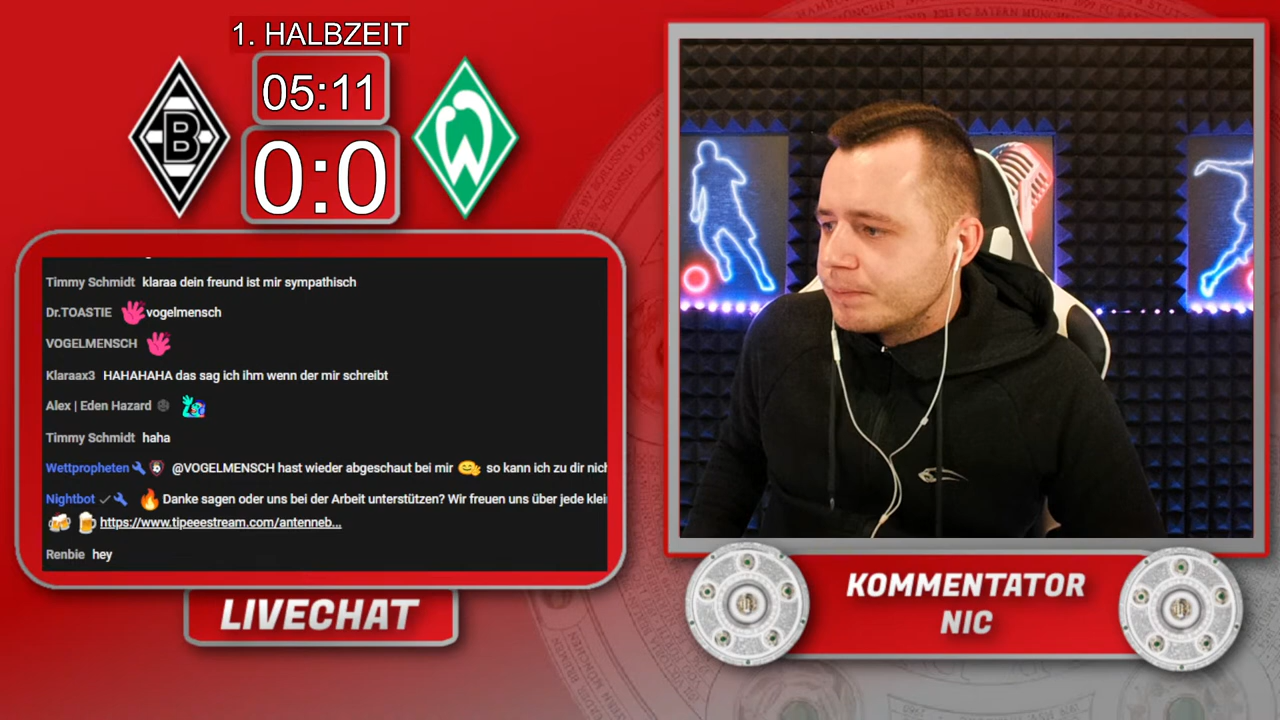 1. HALBZEIT
05:11
0:0
B
W
Timmy Schmidt klaraa dein freund ist mir sympathisch
Dr.TOASTIE vogelmensch
VOGELMENSCH
Klaraax3 HAHAHAHA das sag ich ihm wenn der mir schreibt
Alex | Eden Hazard
Timmy Schmidt haha
Wettpropheten @VOGELMENSCH hast wieder abgeschaut bei mir so kann ich zu dir nich
Nightbot Danke sagen oder uns bei der Arbeit unterstützen? Wir freuen uns über jede klei
https://www.tipeeestream.com/antenneb...
Renbie hey
LIVECHAT
KOMMENTATOR
NIC